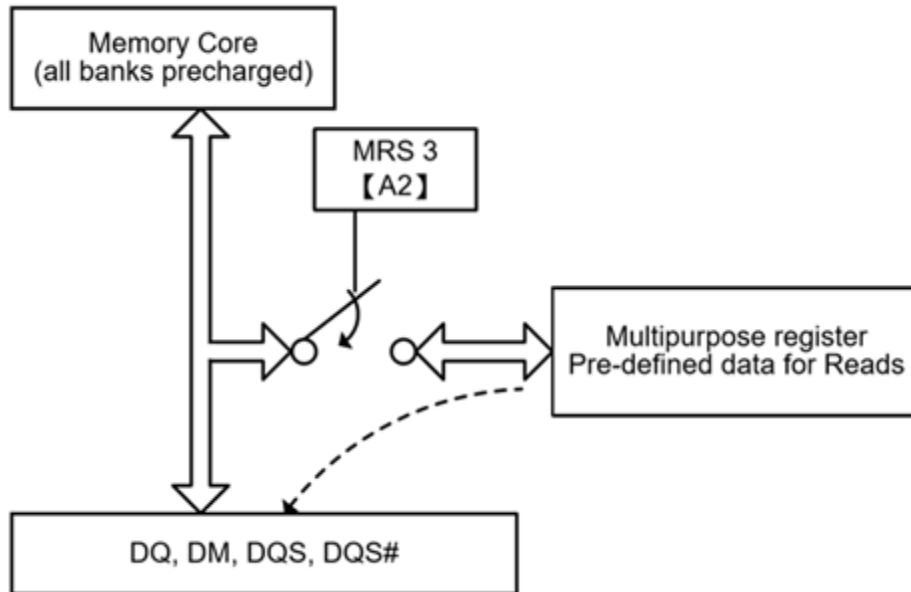 Memory Core
(all banks precharged)
MRS 3
【A2】
Multipurpose register
Pre-defined data for Reads
DQ, DM, DQS, DQS#